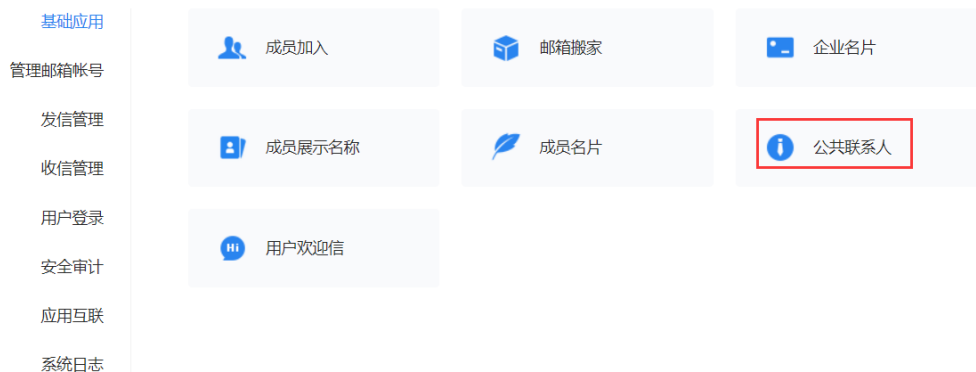 基础应用
管理邮箱帐号
发信管理
收信管理
用户登录
安全审计
应用互联
系统日志
成员加入
邮箱搬家
企业名片
成员展示名称
成员名片
公共联系人
Hi
用户欢迎信